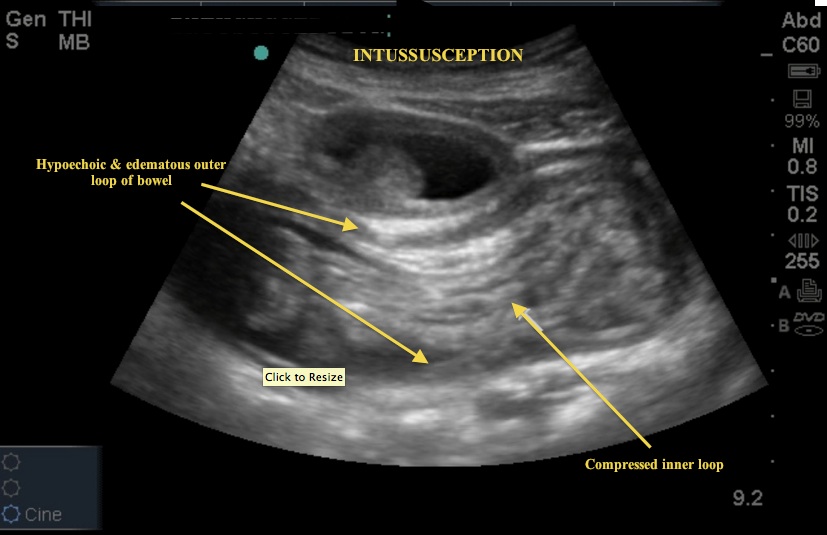 Gen THI
S MB
INTUSSUSCEPTION
Abd
C60
99%
MI
0.8
TIS
0.2
255
A
B DVD
Hypoechoic & edematous outer
loop of bowel
Click to Resize
Compressed inner loop
9.2
Cine